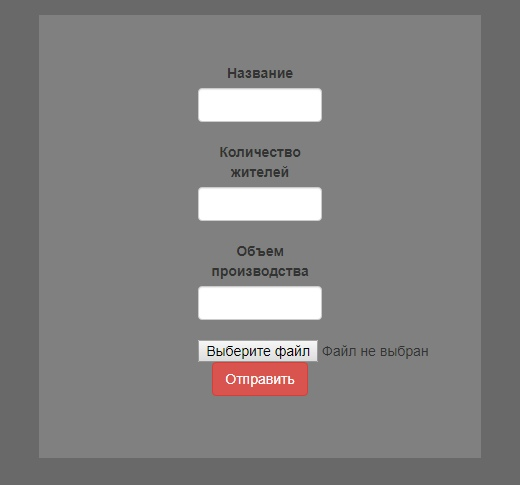 Название
Количество
жителей
Объем
производства
Выберите файл Файл не выбран
Отправить